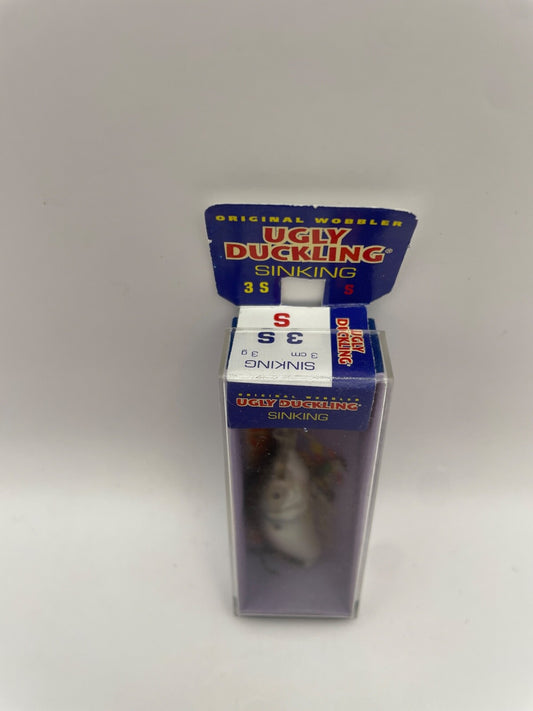 ORIGINAL WOBBLER
UGLY
DUCKLING®
SINKING
3 S S
S
3 S
3 cm 3 g
SINKING
UGLY
DUCKLING®
ORIGINAL WOBBLER
UGLY DUCKLING®
SINKING